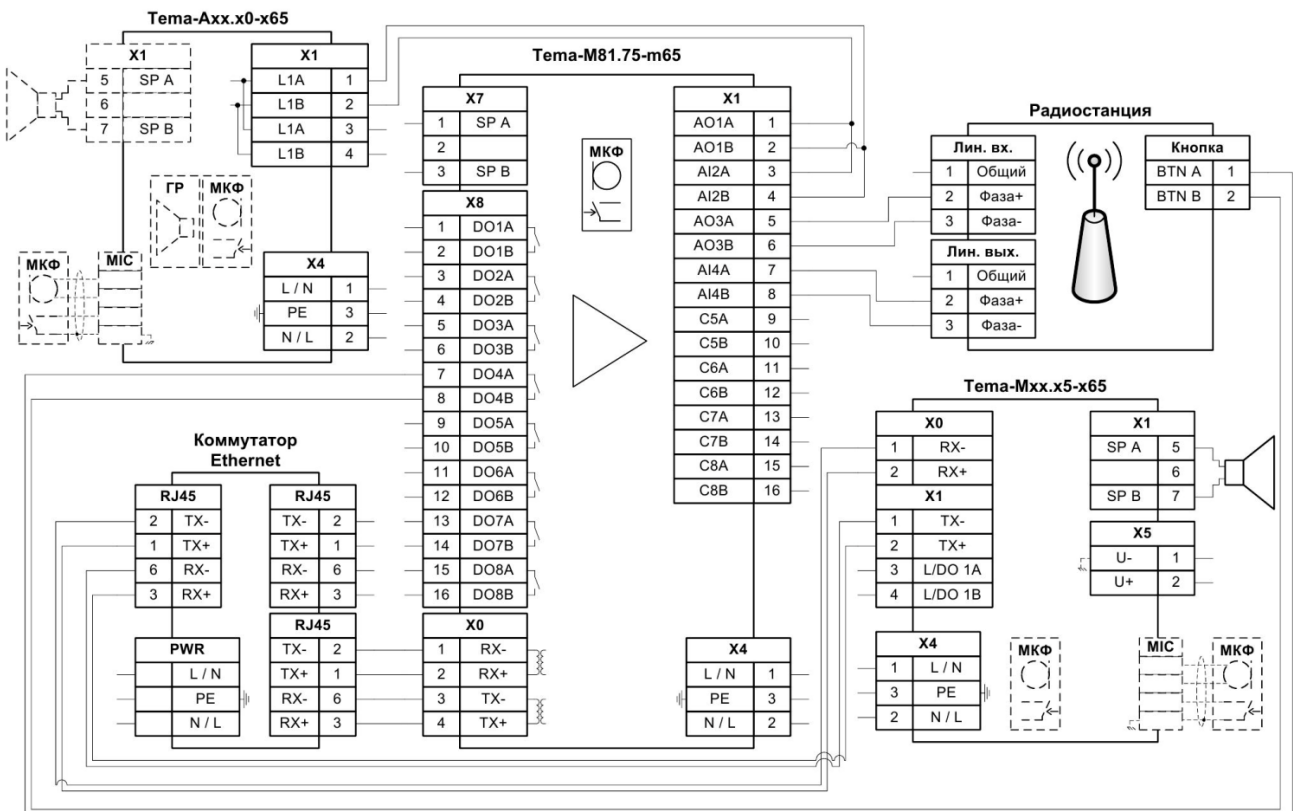 Tema-Axx.x0-x65
X1
5 SP A
6
7 SP B
X1
L1A 1
L1B 2
L1A 3
L1B 4
ГР
МКФ
МКФ
MIC
X4
L / N 1
PE 3
N / L 2
Tema-M81.75-m65
X7
1 SP A
2
3 SP B
X8
1 DO1A
2 DO1B
3 DO2A
4 DO2B
5 DO3A
6 DO3B
7 DO4A
8 DO4B
9 DO5A
10 DO5B
11 DO6A
12 DO6B
13 DO7A
14 DO7B
15 DO8A
16 DO8B
X0
1 RX-
2 RX+
3 TX-
4 TX+
МКФ
X1
AO1A 1
AO1B 2
AI2A 3
AI2B 4
AO3A 5
AO3B 6
AI4A 7
AI4B 8
C5A 9
C5B 10
C6A 11
C6B 12
C7A 13
C7B 14
C8A 15
C8B 16
X4
L / N 1
PE 3
N / L 2
Радиостанция
Лин. вх.
1 Общий
2 Фаза+
3 Фаза-
Лин. вых.
1 Общий
2 Фаза+
3 Фаза-
Кнопка
BTN A 1
BTN B 2
Коммутатор
Ethernet
RJ45
2 TX-
1 TX+
6 RX-
3 RX+
RJ45
TX- 2
TX+ 1
RX- 6
RX+ 3
PWR
L / N
PE
N / L
RJ45
TX- 2
TX+ 1
RX- 6
RX+ 3
Tema-Mxx.x5-x65
X0
1 RX-
2 RX+
X1
1 TX-
2 TX+
3 L/DO 1A
4 L/DO 1B
X4
1 L / N
3 PE
2 N / L
X1
SP A 5
6
SP B 7
X5
U- 1
U+ 2
МКФ
MIC
МКФ